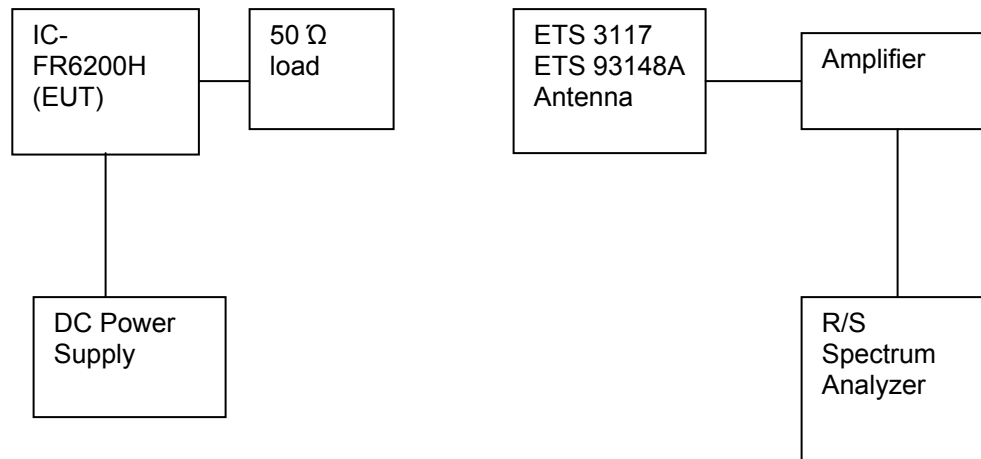 IC-
FR6200H
(EUT)
50 Ώ
load
ETS 3117
ETS 93148A
Antenna
Amplifier
DC Power
Supply
R/S
Spectrum
Analyzer